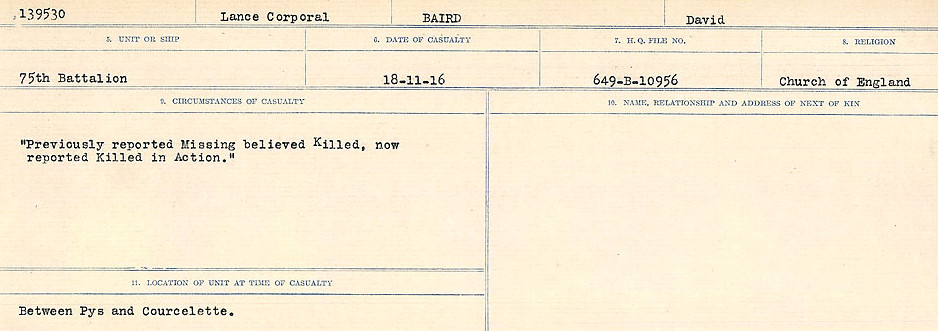 139530 Lance Corporal BAIRD David
5. UNIT OR SHIP 6. DATE OF CASUALTY 7. H.Q. FILE NO. 8. RELIGION
75th Battalion 18-11-16 649-B-10956 Church of England
9. CIRCUMSTANCES OF CASUALTY 10. NAME, RELATIONSHIP AND ADDRESS OF NEXT OF KIN
"Previously reported Missing believed Killed, now
reported Killed in Action."
11. LOCATION OF UNIT AT TIME OF CASUALTY
Between Pys and Courcelette.